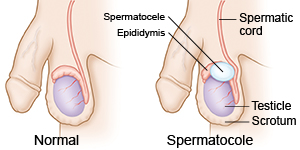 Spermatocele
Epididymis
Spermatic
cord
Testicle
Scrotum
Normal
Spermatocole